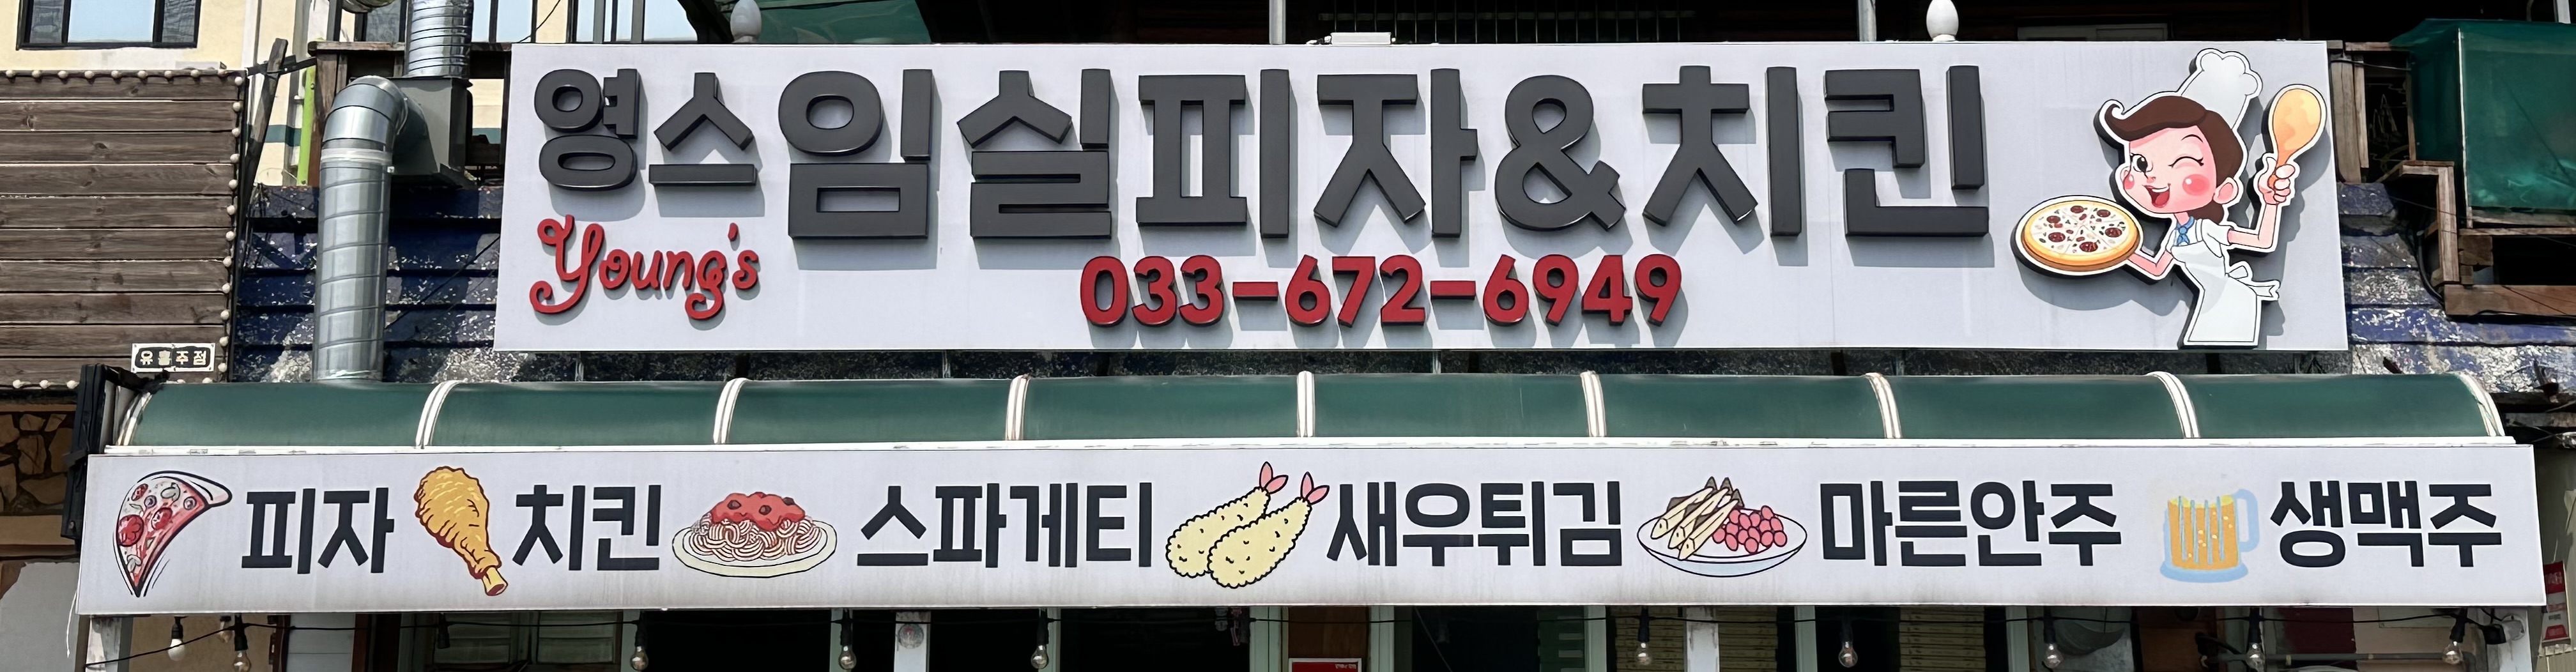 영스임실피자&치킨
Young's
033-672-6949
유흥주점
피자 치킨 스파게티 새우튀김 마른안주 생맥주